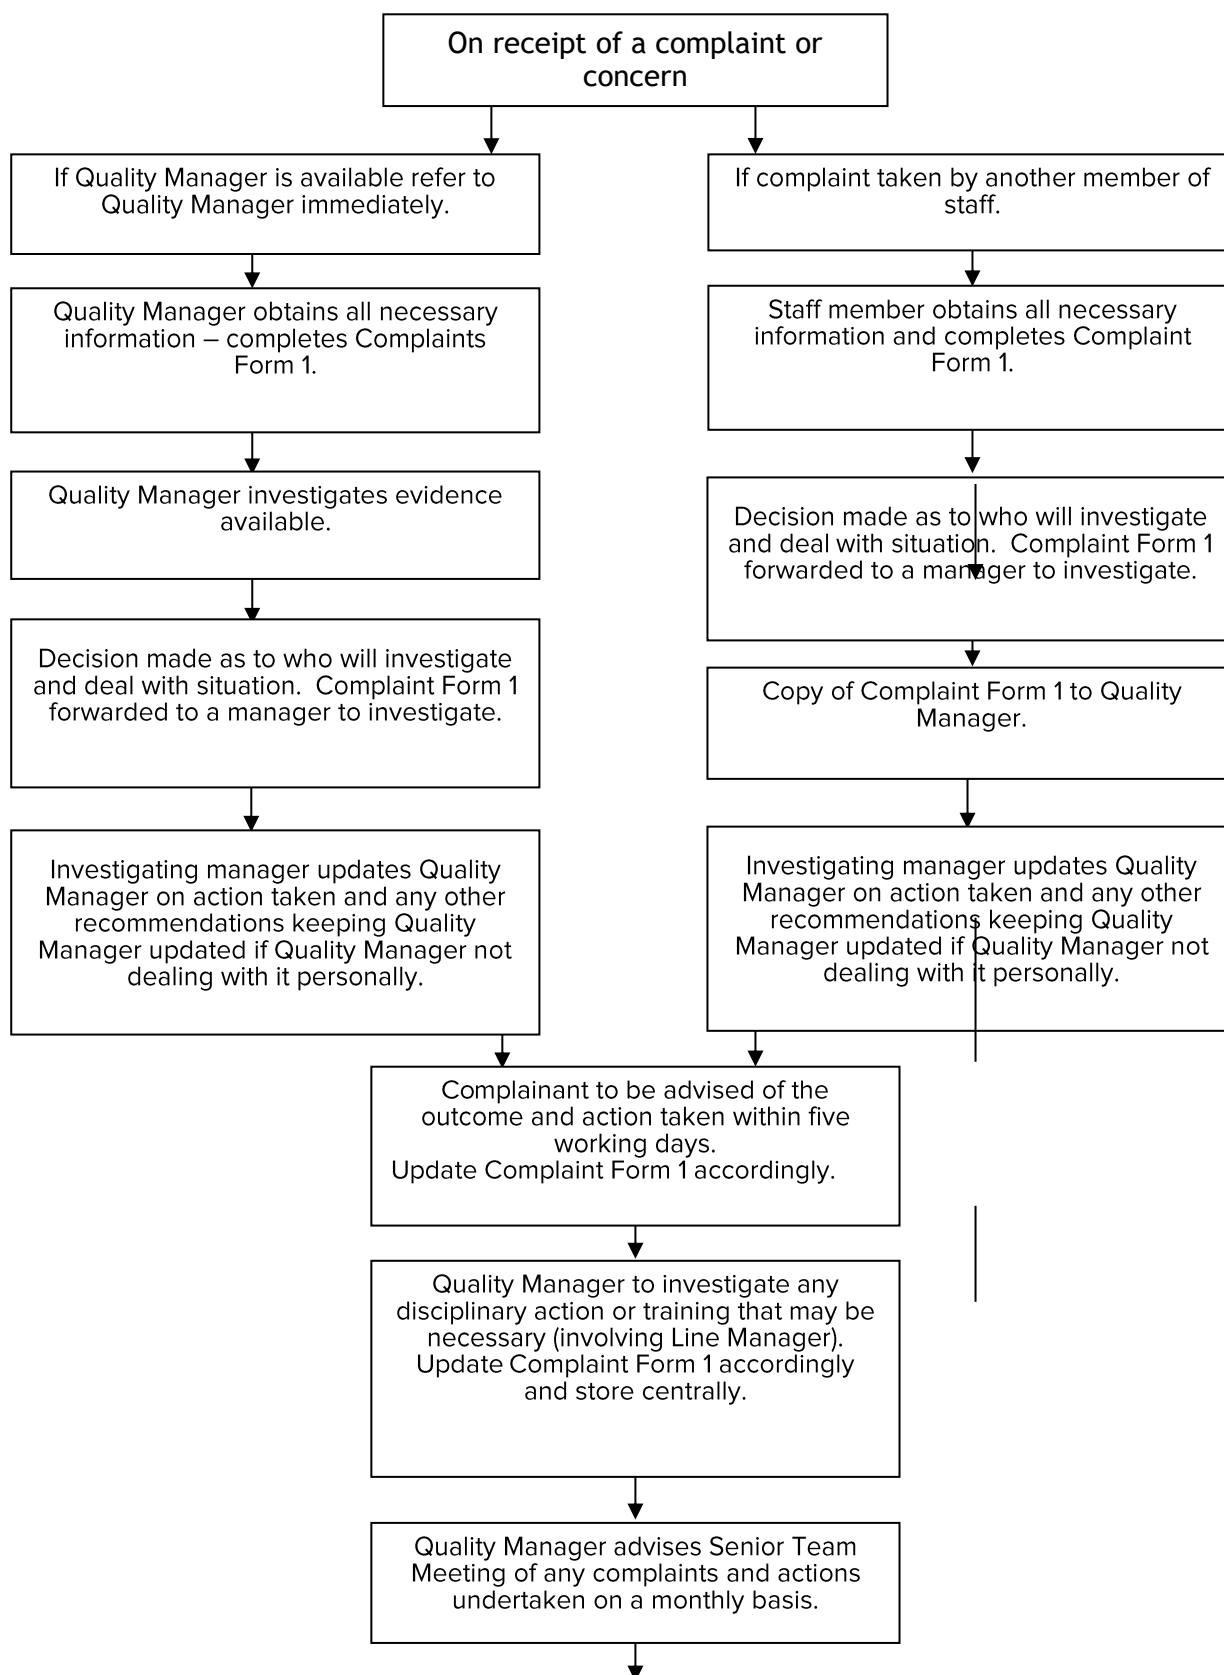 On receipt of a complaint or
concern
If Quality Manager is available refer to
Quality Manager immediately.
Quality Manager obtains all necessary
information – completes Complaints
Form 1.
Quality Manager investigates evidence
available.
Decision made as to who will investigate
and deal with situation.  Complaint Form 1
forwarded to a manager to investigate.
Investigating manager updates Quality
Manager on action taken and any other
recommendations keeping Quality
Manager updated if Quality Manager not
dealing with it personally.
If complaint taken by another member of
staff.
Staff member obtains all necessary
information and completes Complaint
Form 1.
Decision made as to who will investigate
and deal with situation.  Complaint Form 1
forwarded to a manager to investigate.
Copy of Complaint Form 1 to Quality
Manager.
Investigating manager updates Quality
Manager on action taken and any other
recommendations keeping Quality
Manager updated if Quality Manager not
dealing with it personally.
Complainant to be advised of the
outcome and action taken within five
working days.
Update Complaint Form 1 accordingly.
Quality Manager to investigate any
disciplinary action or training that may be
necessary (involving Line Manager).
Update Complaint Form 1 accordingly
and store centrally.
Quality Manager advises Senior Team
Meeting of any complaints and actions
undertaken on a monthly basis.